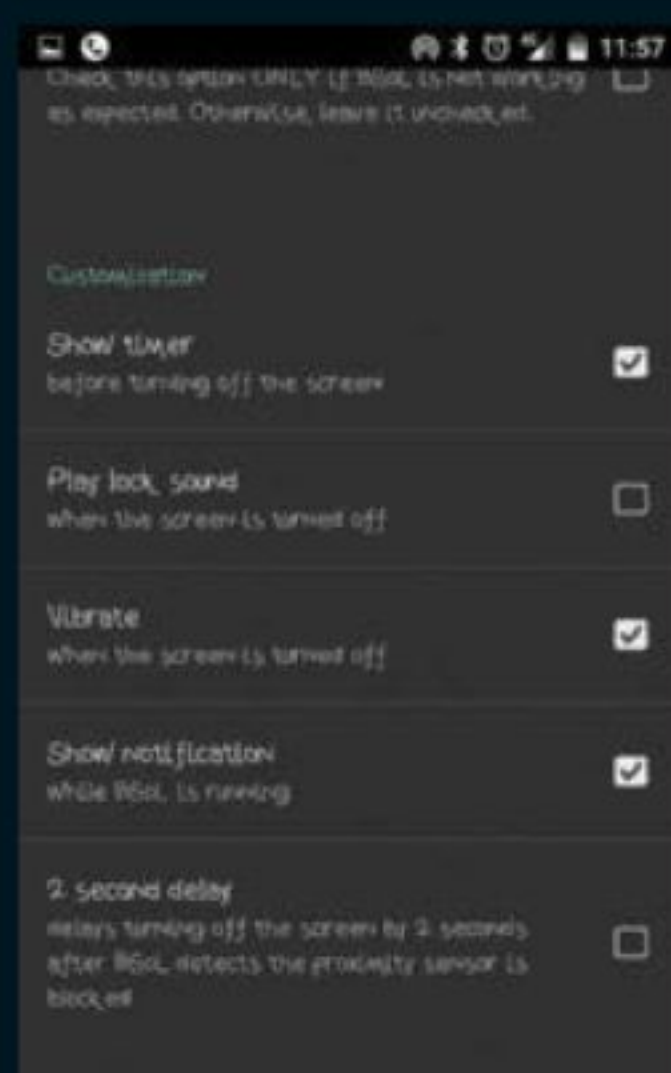 11:57
Check this option ONLY if is not working
as expected. Otherwise, leave it unchecked.
Customization
Show timer
before turning off the screen
Play lock sound
when the screen is turned off
Vibrate
when the screen is turned off
Show notification
while is running
2 second delay
delays turning off the screen by 2 seconds
after detects the proximity sensor is
blocked